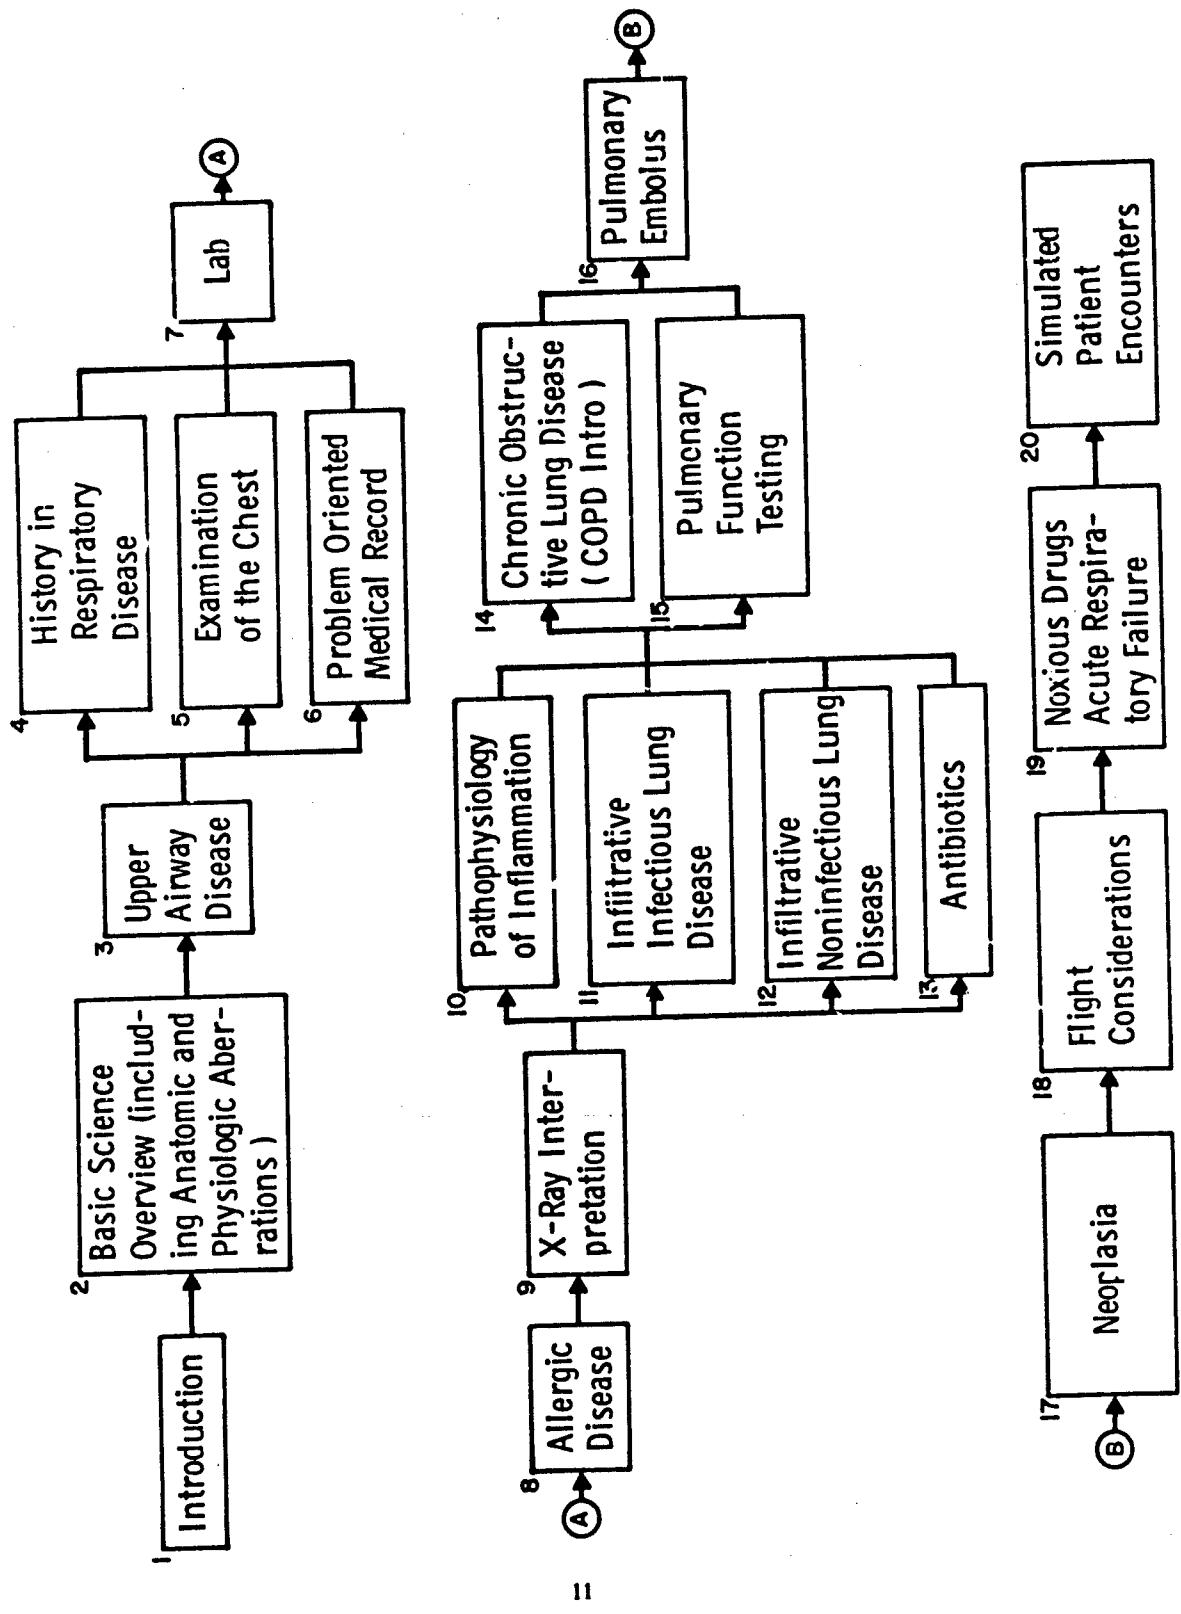 1
Introduction
2
Basic Science
Overview (includ-
ing Anatomic and
Physiologic Aber-
rations )
3
Upper
Airway
Disease
4
History in
Respiratory
Disease
5
Examination
of the Chest
6
Problem Oriented
Medical Record
7
Lab
A
A
8
Allergic
Disease
9
X-Ray Inter-
pretation
10
Pathophysiology
of Inflammation
11
Infiitrative
Infectious Lung
Disease
12
Infiltrative
Noninfectious Lung
Disease
13
Antibiotics
14
Chronic Obstruc-
tive Lung Disease
( COPD Intro )
15
Pulmonary
Function
Testing
16
Pulmonary
Embolus
B
B
17
Neoplasia
18
Flight
Considerations
19
Noxious Drugs
Acute Respira-
tory Failure
20
Simulated
Patient
Encounters
11